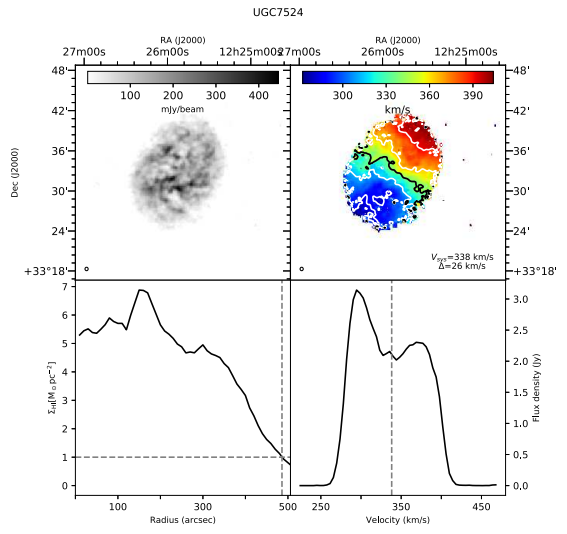 UGC7524
RA (J2000)
27m00s 26m00s 12h25m00s
RA (J2000)
27m00s 26m00s 12h25m00s
48'
42'
36'
30'
24'
+33°18'
Dec (J2000)
100 200 300 400
mJy/beam
300 330 360 390
km/s
V_sys=338 km/s
Δ=26 km/s
48'
42'
36'
30'
24'
+33°18'
7
6
5
4
3
2
1
0
Σ_HI[M_⊙ pc⁻²]
100 300 500
Radius (arcsec)
250 350 450
Velocity (km/s)
3.0
2.5
2.0
1.5
1.0
0.5
0.0
Flux density (Jy)